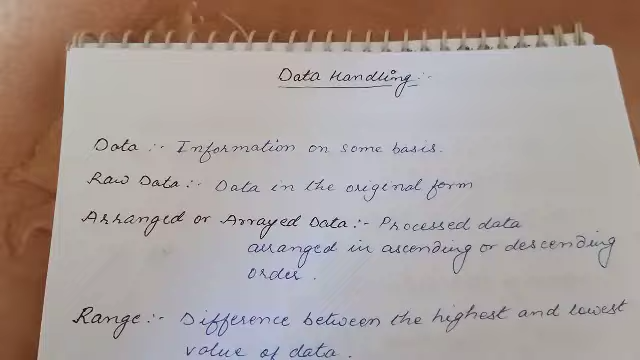 Data Handling :-
Data :- Information on some basis.
Raw Data :- Data in the original form
Arranged or Arrayed Data :- Processed data
arranged in ascending or descending
order.
Range :- Difference between the highest and lowest
value of data.